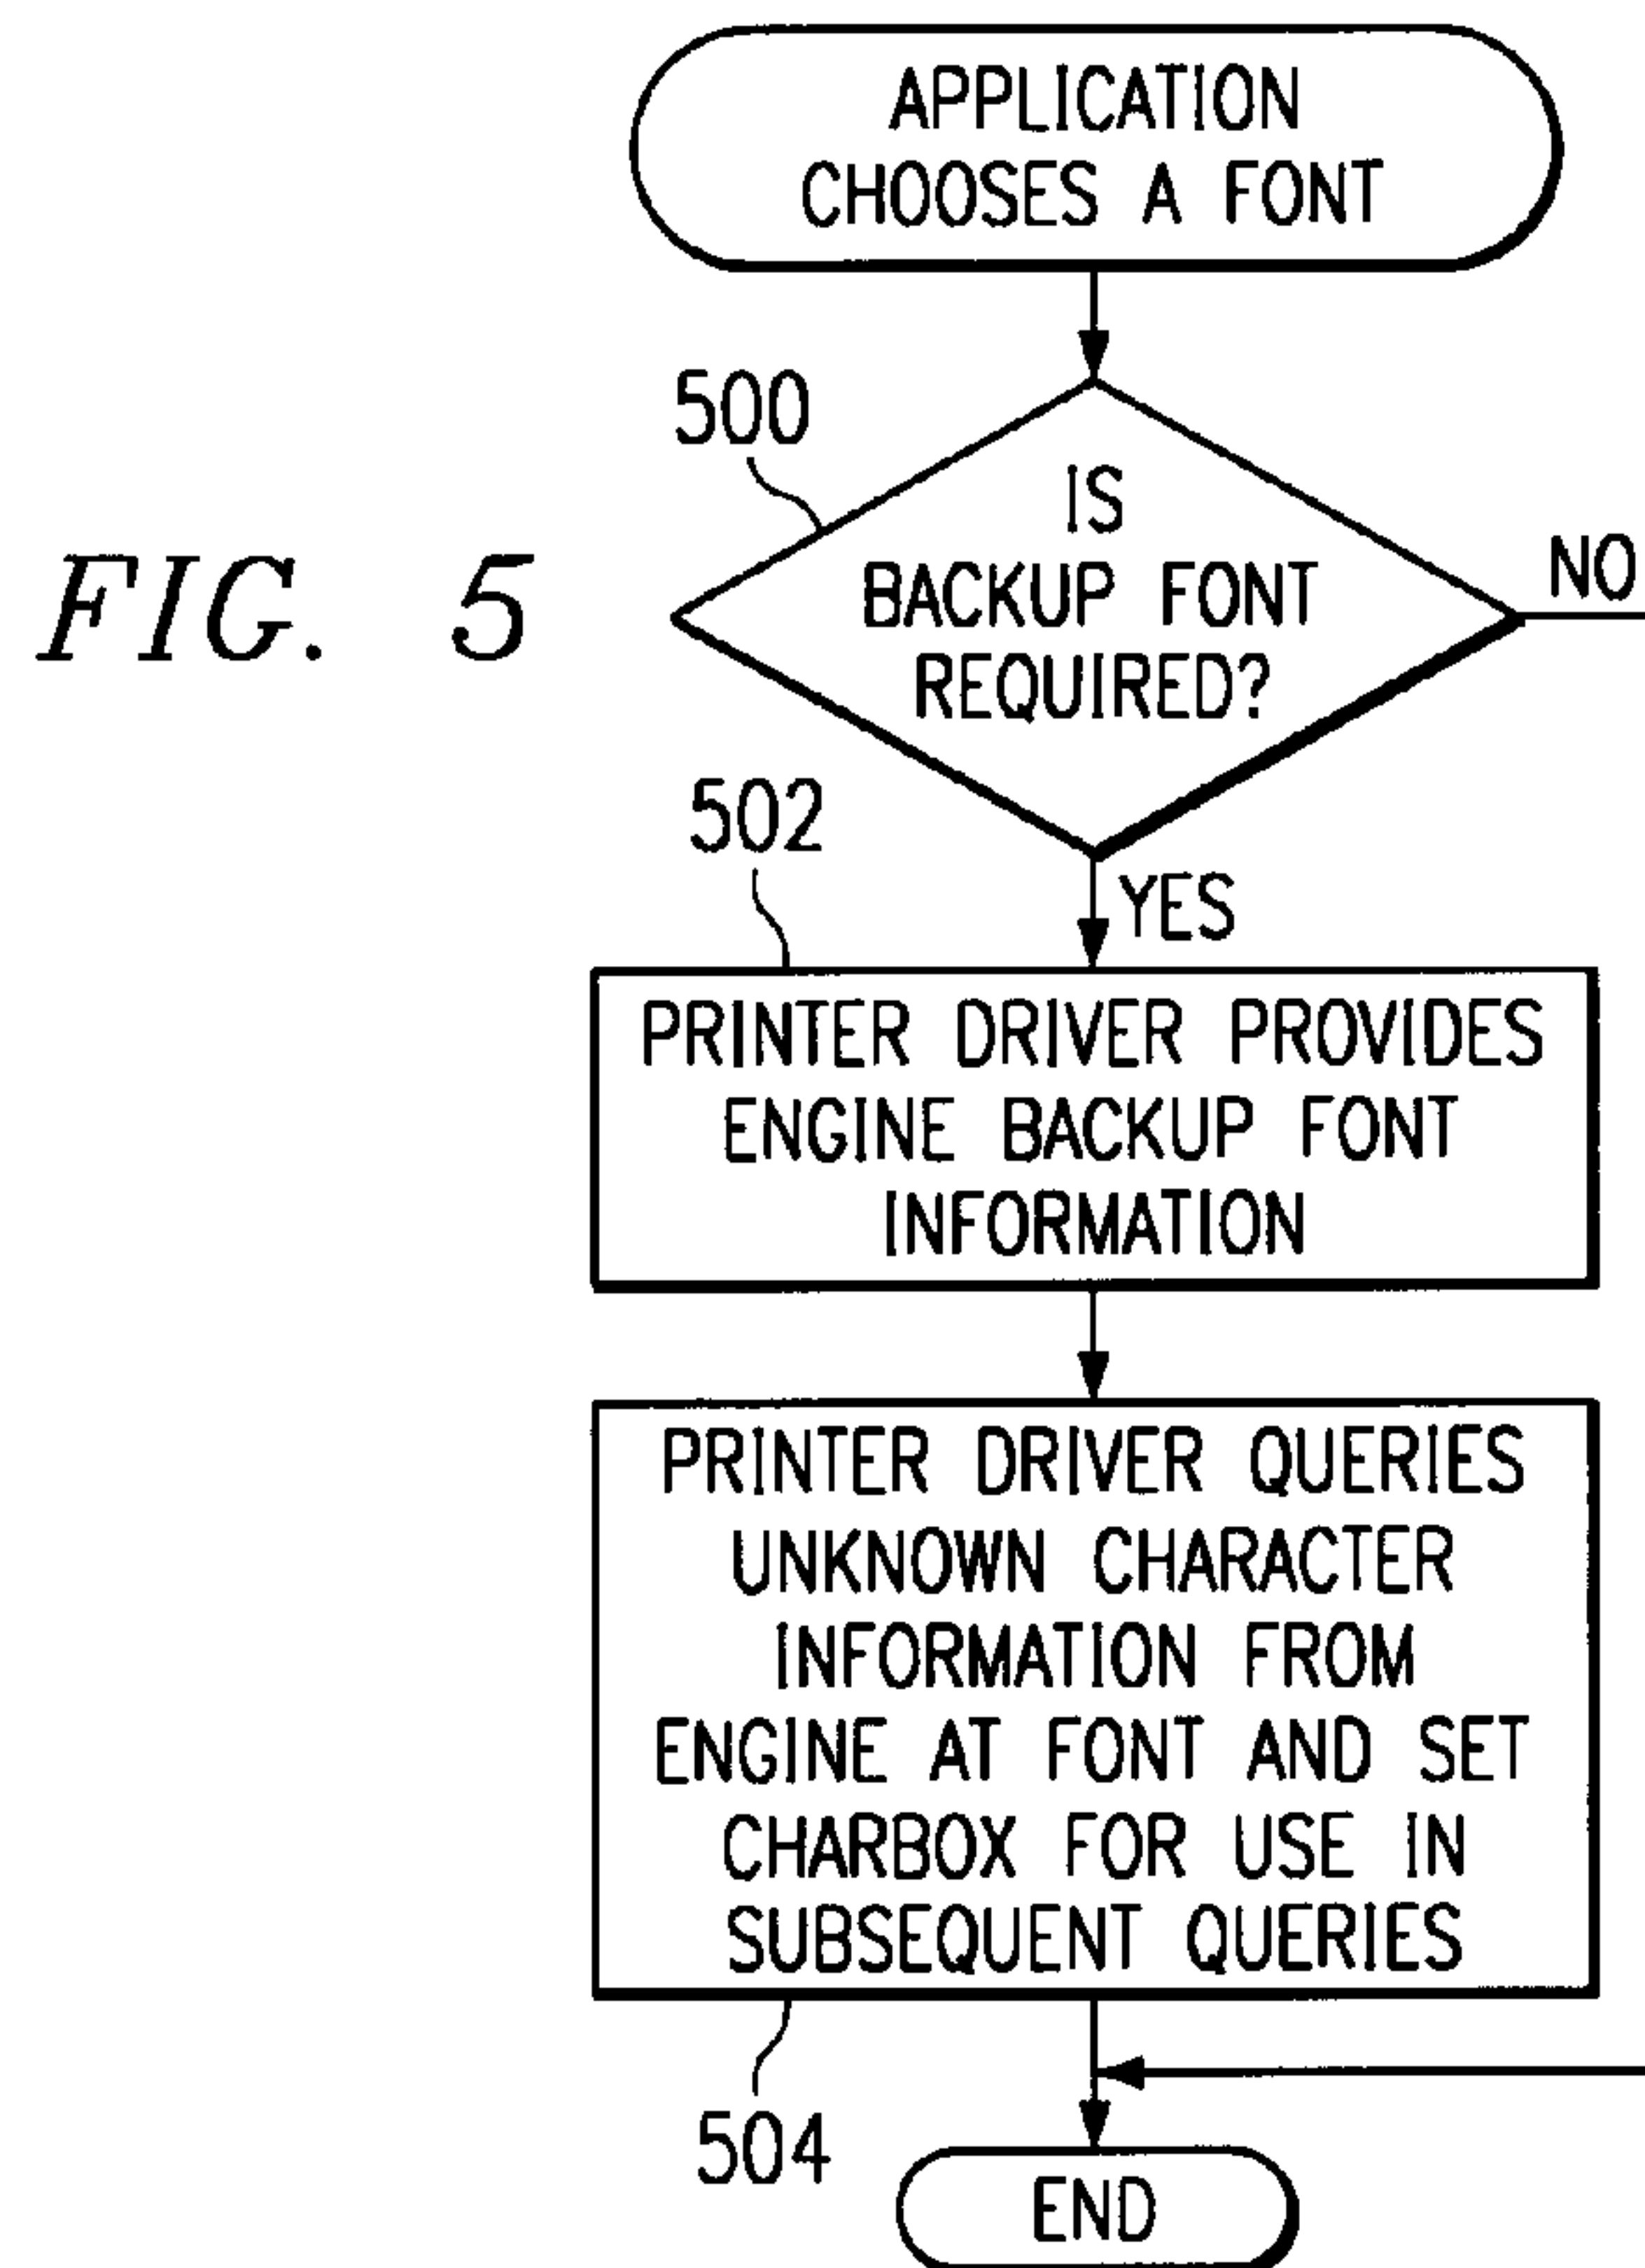 APPLICATION
CHOOSES A FONT
500
IS
BACKUP FONT
REQUIRED?
NO
FIG. 5
502
YES
PRINTER DRIVER PROVIDES
ENGINE BACKUP FONT
INFORMATION
PRINTER DRIVER QUERIES
UNKNOWN CHARACTER
INFORMATION FROM
ENGINE AT FONT AND SET
CHARBOX FOR USE IN
SUBSEQUENT QUERIES
504
END